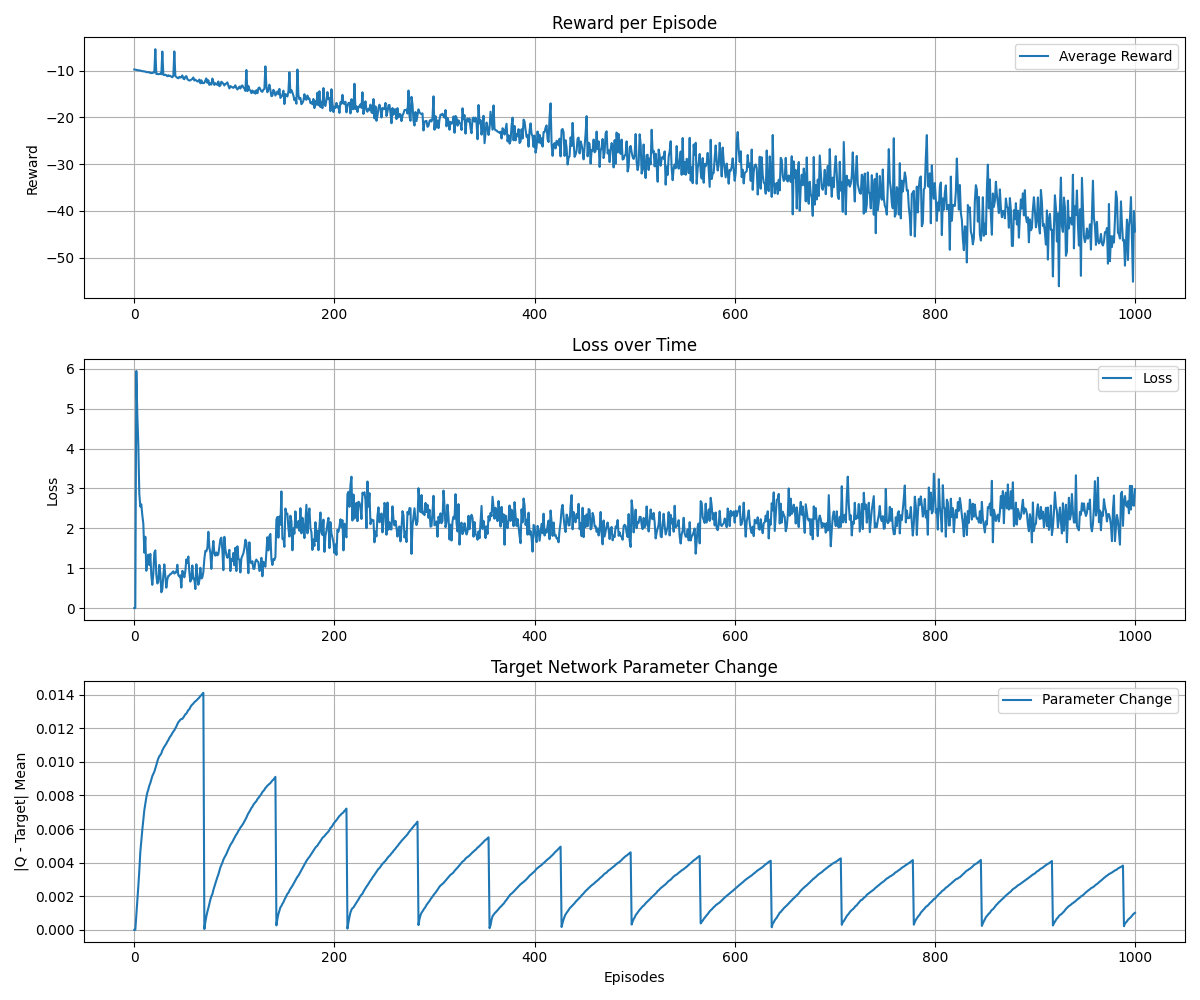 Reward per Episode
Average Reward
Reward
−10
−20
−30
−40
−50
0 200 400 600 800 1000
Loss over Time
Loss
Loss
6
5
4
3
2
1
0
0 200 400 600 800 1000
Target Network Parameter Change
Parameter Change
|Q - Target| Mean
0.014
0.012
0.010
0.008
0.006
0.004
0.002
0.000
0 200 400 600 800 1000
Episodes